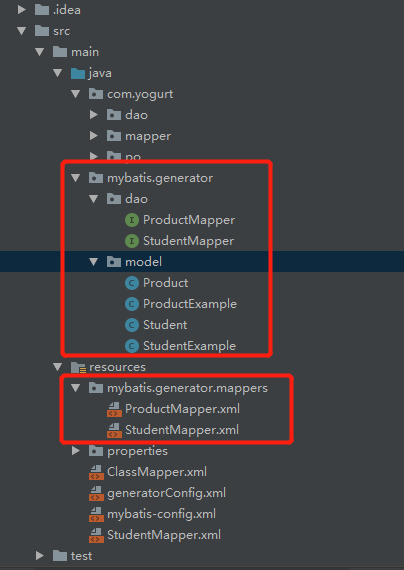 .idea
src
main
java
com.yogurt
dao
mapper
po
mybatis.generator
dao
ProductMapper
StudentMapper
model
Product
ProductExample
Student
StudentExample
resources
mybatis.generator.mappers
ProductMapper.xml
StudentMapper.xml
properties
ClassMapper.xml
generatorConfig.xml
mybatis-config.xml
StudentMapper.xml
test